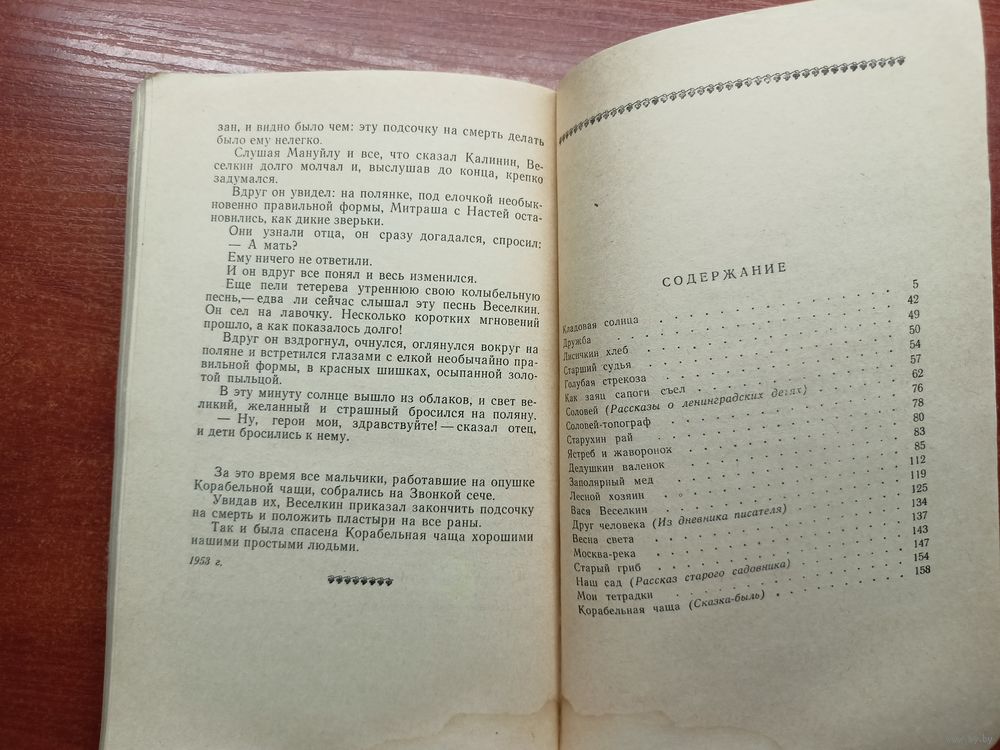 зан, и видно было чем: эту подсочку на смерть делать
было ему нелегко.
Слушая Мануйлу и все, что сказал Калинин, Ве-
селкин долго молчал и, выслушав до конца, крепко
задумался.
Вдруг он увидел: на полянке, под елочкой необык-
новенно правильной формы, Митраша с Настей оста-
новились, как дикие зверьки.
Они узнали отца, он сразу догадался, спросил:
— А мать?
Ему ничего не ответили.
И он вдруг все понял и весь изменился.
Еще пели тетерева утреннюю свою колыбельную
песнь,— едва ли сейчас слышал эту песнь Веселкин.
Он сел на лавочку. Несколько коротких мгновений
прошло, а как показалось долго!
Вдруг он вздрогнул, очнулся, оглянулся вокруг на
поляне и встретился глазами с елкой необычайно пра-
вильной формы, в красных шишках, осыпанной золо-
той пыльцой.
В эту минуту солнце вышло из облаков, и свет ве-
ликий, желанный и страшный бросился на поляну.
— Ну, герои мои, здравствуйте! — сказал отец,
и дети бросились к нему.
За это время все мальчики, работавшие на опушке
Корабельной чащи, собрались на Звонкой сече.
Увидав их, Веселкин приказал закончить подсочку
на смерть и положить пластыри на все раны.
Так и была спасена Корабельная чаща хорошими
нашими простыми людьми.
1953 г.
СОДЕРЖАНИЕ
Кладовая солнца . . . . . . 5
Дружба . . . . . . 42
Лисичкин хлеб . . . . . . 49
Старший судья . . . . . . 50
Голубая стрекоза . . . . . . 54
Как заяц сапоги съел . . . . . . 57
Соловей (Рассказы о ленинградских детях) . . . 62
Соловей-топограф . . . . . . 76
Старухин рай . . . . . . 78
Ястреб и жаворонок . . . . . . 80
Дедушкин валенок . . . . . . 83
Заполярный мед . . . . . . 85
Лесной хозяин . . . . . . 112
Вася Веселкин . . . . . . 119
Друг человека (Из дневника писателя) . . . . 125
Весна света . . . . . . 134
Москва-река . . . . . . 137
Старый гриб . . . . . . 143
Наш сад (Рассказ старого садовника) . . . . 147
Мои тетрадки . . . . . . 154
Корабельная чаща (Сказка-быль) . . . . . 158